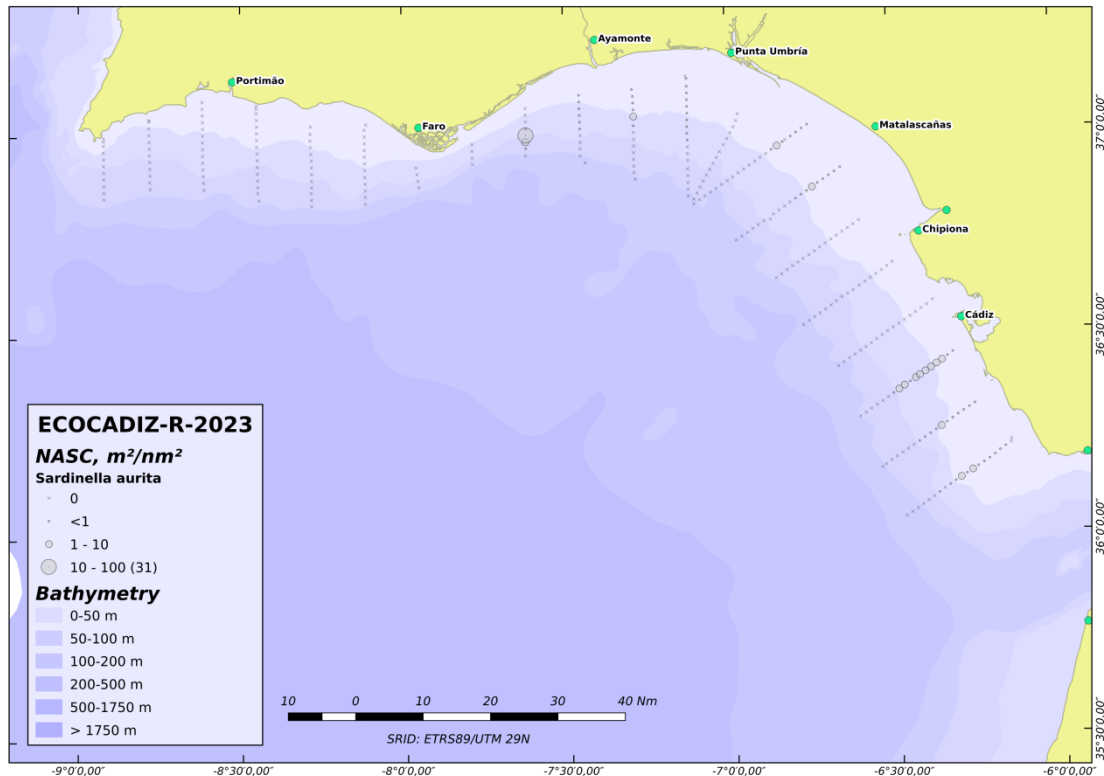 Ayamonte
Punta Umbría
Portimão
Faro
Matalascañas
Chipiona
Cádiz
37°0'0.00"
36°30'0.00"
36°0'0.00"
35°30'0.00"
ECOCADIZ-R-2023
NASC, m²/nm²
Sardinella aurita
0
<1
1 - 10
10 - 100 (31)
Bathymetry
0-50 m
50-100 m
100-200 m
200-500 m
500-1750 m
> 1750 m
10 0 10 20 30 40 Nm
SRID: ETRS89/UTM 29N
-9°0'0.00" -8°30'0.00" -8°0'0.00" -7°30'0.00" -7°0'0.00" -6°30'0.00" -6°0'0.00"